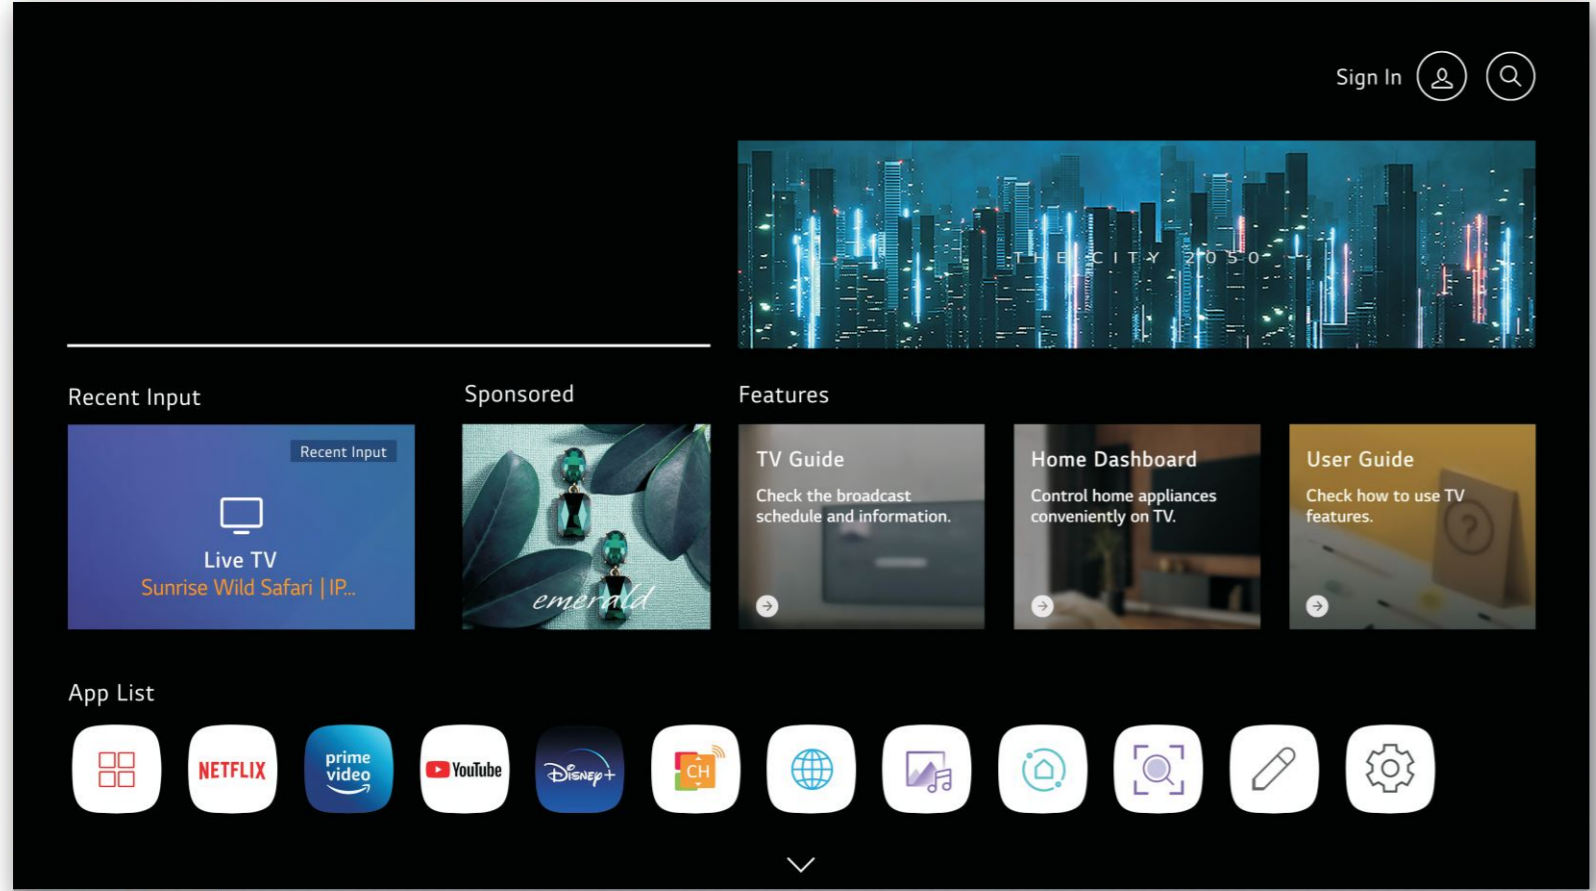 Sign In
THE CITY 2050
Recent Input
Sponsored
Features
Recent Input
Live TV
Sunrise Wild Safari | IP...
emerald
TV Guide
Check the broadcast
schedule and information.
Home Dashboard
Control home appliances
conveniently on TV.
User Guide
Check how to use TV
features.
?
App List
NETFLIX
prime
video
YouTube
Disney+
CH